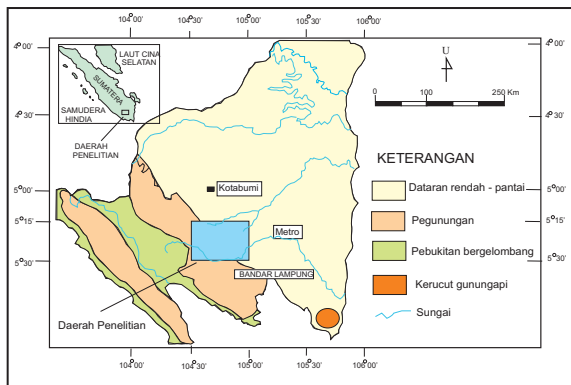 104°00' 104°00' 105°00' 105°30' 106°00'
4°00'
4°00'
LAUT CINA
SELATAN
SUMATERA
SAMUDERA
HINDIA
DAERAH
PENELITIAN
U
0 100 250 Km
4°30'
4°30'
KETERANGAN
Dataran rendah - pantai
Kotabumi
5°00'
5°00'
5°15'
5°15'
Pegunungan
Metro
Pebukitan bergelombang
5°30'
5°30'
BANDAR LAMPUNG
Kerucut gunungapi
Daerah Penelitian
Sungai
104°00' 104°00' 105°00' 105°30' 106°00'